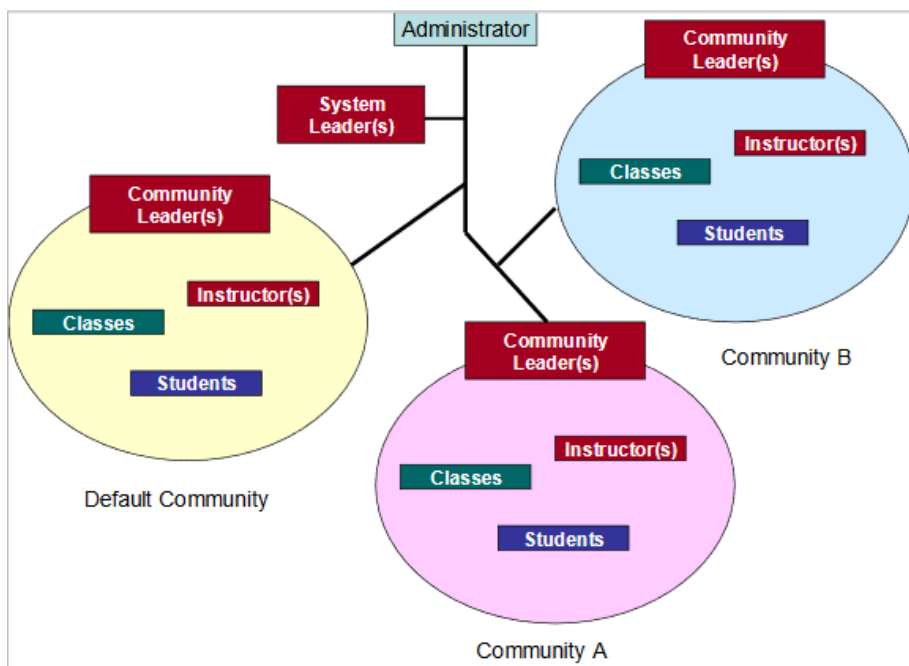 Administrator
System
Leader(s)
Community
Leader(s)
Instructor(s)
Classes
Students
Community B
Community
Leader(s)
Instructor(s)
Classes
Students
Default Community
Community
Leader(s)
Instructor(s)
Classes
Students
Community A